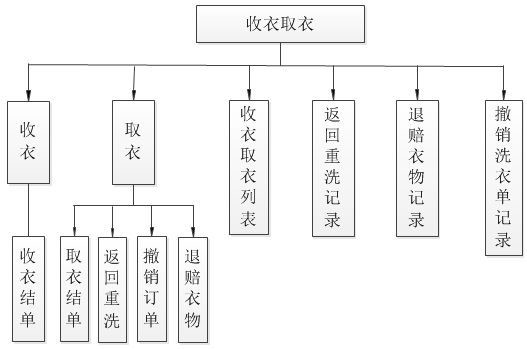 收衣取衣
收衣
取衣
收衣取衣列表
返回重洗记录
退赔衣物记录
撤销洗衣单记录
收衣结单
取衣结单
返回重洗
撤销订单
退赔衣物